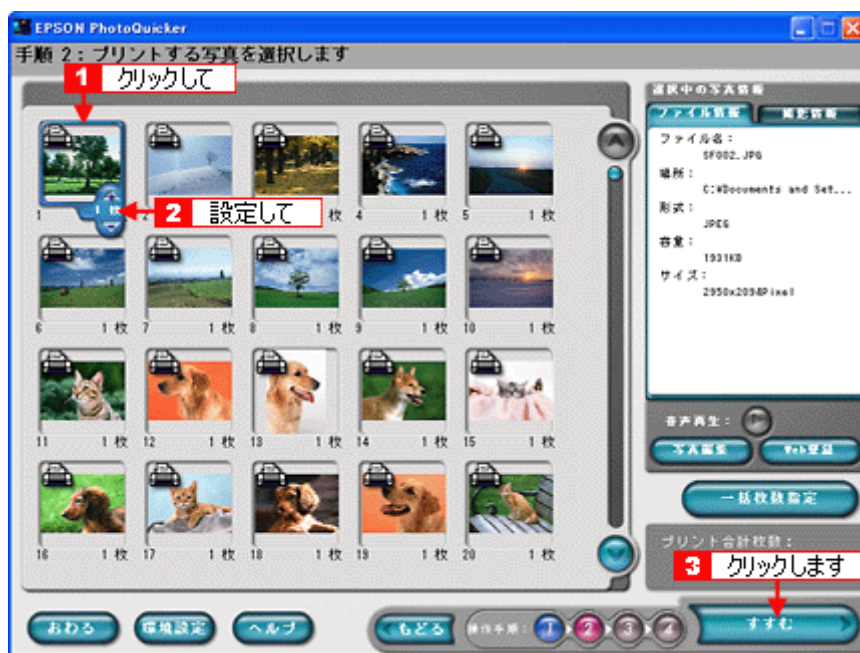 EPSON PhotoQuicker
手順 2：プリントする写真を選択します
1 クリックして
選択中の写真情報
ファイル情報 撮影情報
ファイル名：
SF002.JPG
場所：
C:¥Documents and Set...
形式：
JPEG
容量：
1931KB
サイズ：
2950x2094Pixel
1 1 枚
2 設定して
2 枚 4 1 枚 5 1 枚
6 1 枚 7 1 枚 8 1 枚 9 1 枚 10 1 枚
11 1 枚 12 1 枚 13 1 枚 14 1 枚 15 1 枚
16 1 枚 17 1 枚 18 1 枚 19 1 枚 20 1 枚
音声再生：
写真編集 Web登録
一括枚数指定
プリント合計枚数：
3 クリックします
おわる 環境設定 ヘルプ もどる 操作手順： 1 2 3 4 すすむ